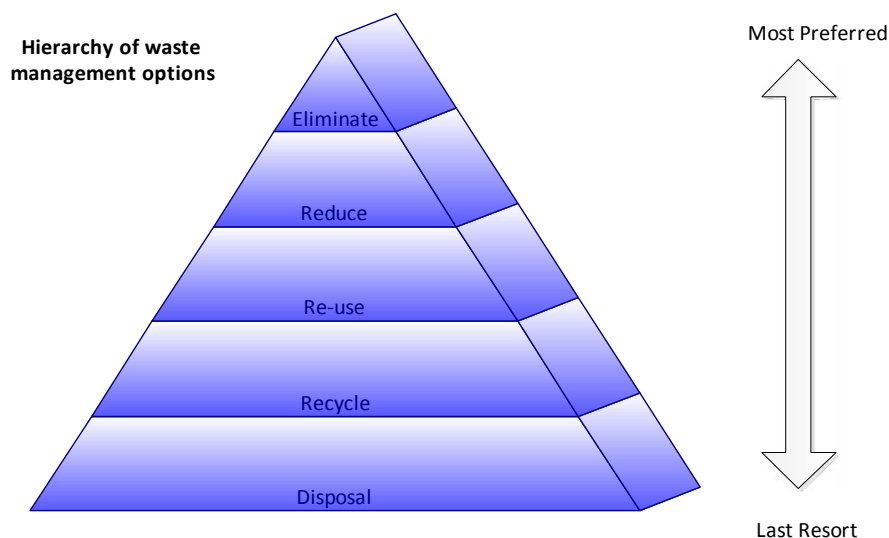 Hierarchy of waste
management options
Most Preferred
Eliminate
Reduce
Re-use
Recycle
Disposal
Last Resort